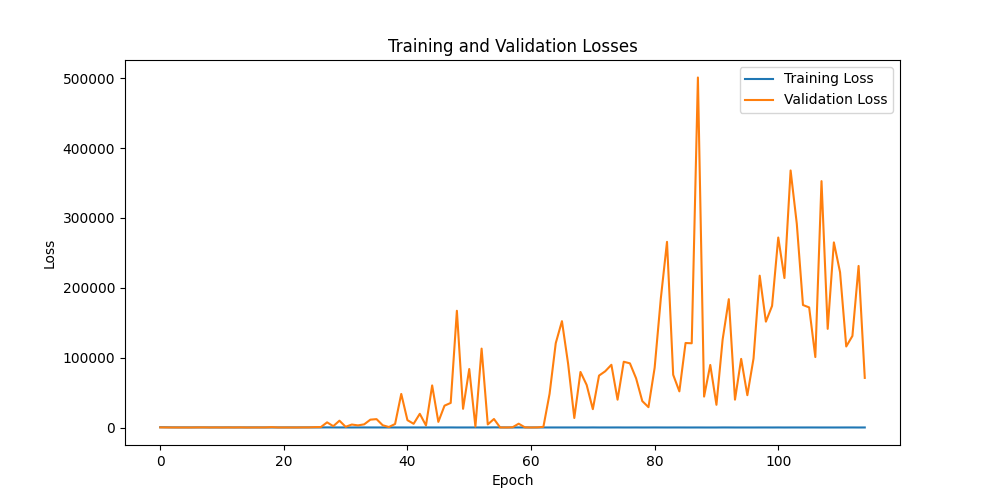 Training and Validation Losses
Training Loss
Validation Loss
500000
400000
300000
200000
100000
0
Loss
0 20 40 60 80 100
Epoch